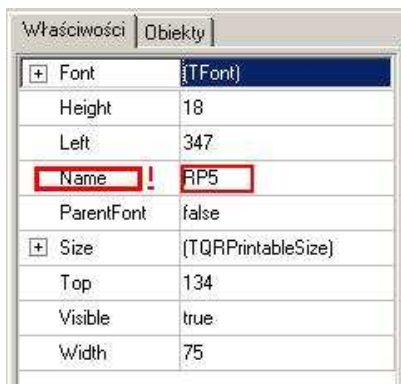 Właściwości Obiekty
+ Font (TFont)
Height 18
Left 347
Name ! RP5
ParentFont false
+ Size (TQRPrintableSize)
Top 134
Visible true
Width 75